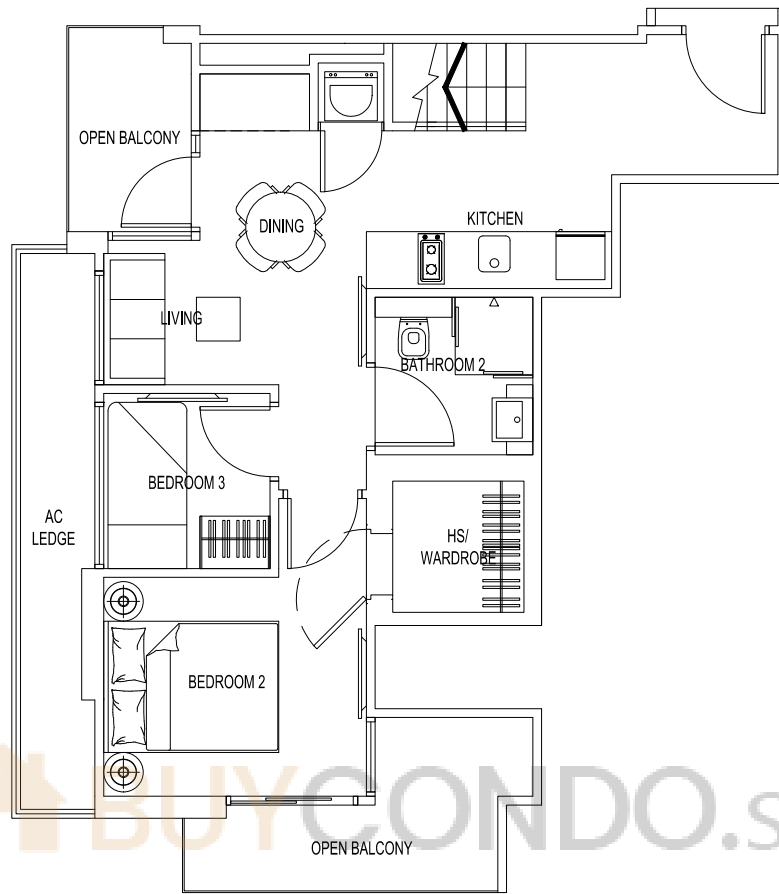 OPEN BALCONY
KITCHEN
DINING
LIVING
BATHROOM 2
BEDROOM 3
AC
LEDGE
HS/
WARDROBE
BEDROOM 2
BUYCONDO.s
OPEN BALCONY